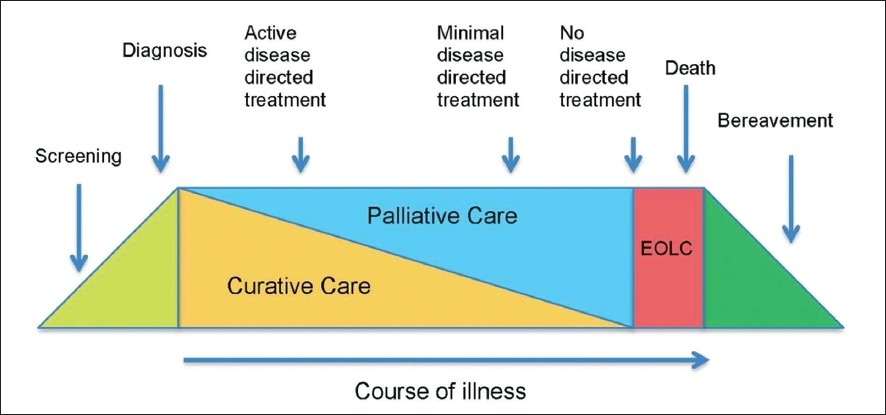 Screening
Diagnosis
Active
disease
directed
treatment
Minimal
disease
directed
treatment
No
disease
directed
treatment
Death
Bereavement
Palliative Care
Curative Care
EOLC
Course of illness